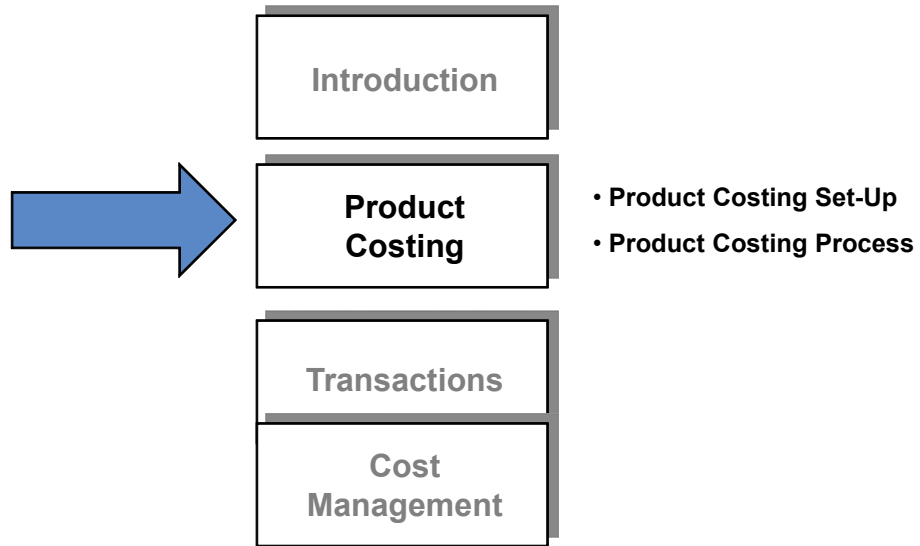 Introduction
Product
Costing
• Product Costing Set-Up
• Product Costing Process
Transactions
Cost
Management